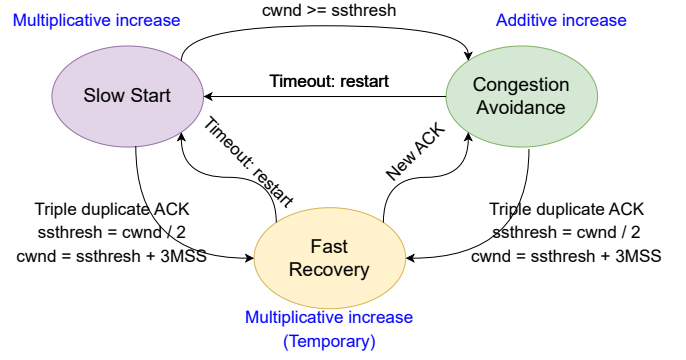 cwnd >= ssthresh
Multiplicative increase
Additive increase
Slow Start
Timeout: restart
Congestion
Avoidance
Timeout: restart
New ACK
Triple duplicate ACK
ssthresh = cwnd / 2
cwnd = ssthresh + 3MSS
Fast
Recovery
Triple duplicate ACK
ssthresh = cwnd / 2
cwnd = ssthresh + 3MSS
Multiplicative increase
(Temporary)